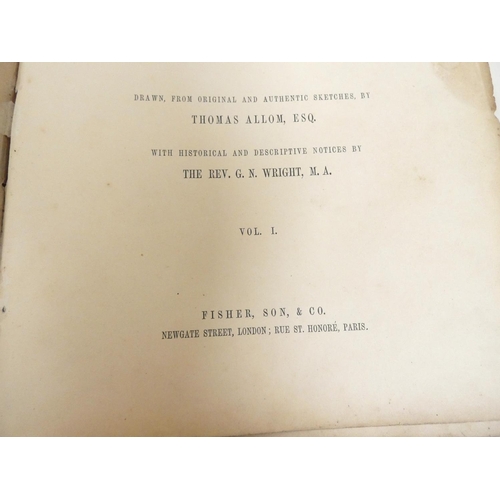 DRAWN, FROM ORIGINAL AND AUTHENTIC SKETCHES, BY
THOMAS ALLOM, ESQ.
WITH HISTORICAL AND DESCRIPTIVE NOTICES BY
THE REV. G. N. WRIGHT, M. A.
VOL. I.
FISHER, SON, & CO.
NEWGATE STREET, LONDON; RUE ST. HONORÉ, PARIS.